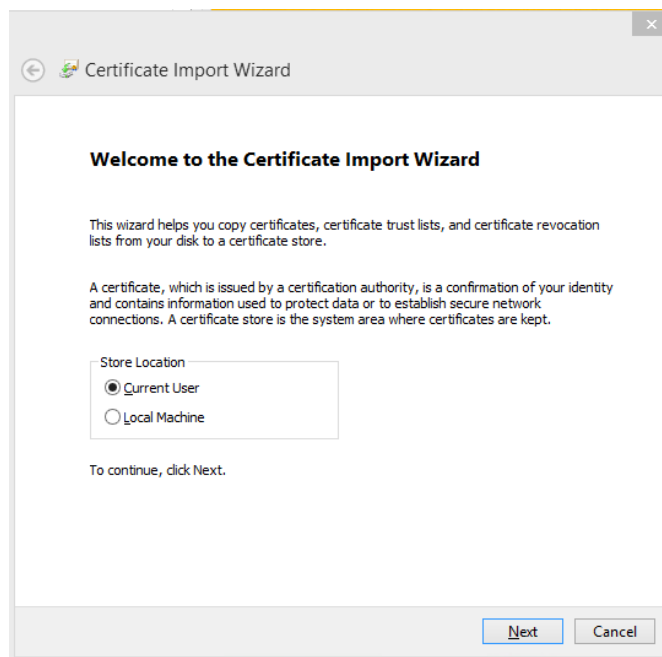 Certificate Import Wizard
Welcome to the Certificate Import Wizard
This wizard helps you copy certificates, certificate trust lists, and certificate revocation
lists from your disk to a certificate store.
A certificate, which is issued by a certification authority, is a confirmation of your identity
and contains information used to protect data or to establish secure network
connections. A certificate store is the system area where certificates are kept.
Store Location
Current User
Local Machine
To continue, click Next.
Next Cancel